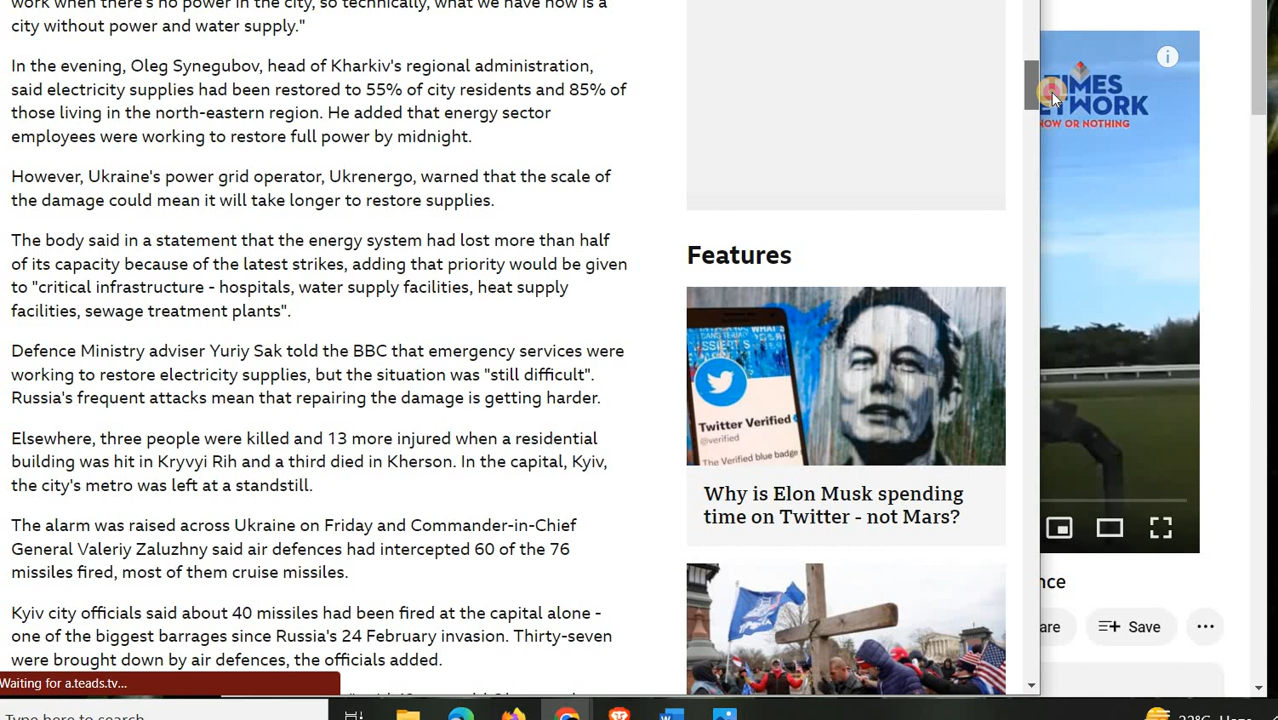 work when there's no power in the city, so technically, what we have now is a
city without power and water supply."
In the evening, Oleg Synegubov, head of Kharkiv's regional administration,
said electricity supplies had been restored to 55% of city residents and 85% of
those living in the north-eastern region. He added that energy sector
employees were working to restore full power by midnight.
However, Ukraine's power grid operator, Ukrenergo, warned that the scale of
the damage could mean it will take longer to restore supplies.
The body said in a statement that the energy system had lost more than half
of its capacity because of the latest strikes, adding that priority would be given
to "critical infrastructure - hospitals, water supply facilities, heat supply
facilities, sewage treatment plants".
Defence Ministry adviser Yuriy Sak told the BBC that emergency services were
working to restore electricity supplies, but the situation was "still difficult".
Russia's frequent attacks mean that repairing the damage is getting harder.
Elsewhere, three people were killed and 13 more injured when a residential
building was hit in Kryvyi Rih and a third died in Kherson. In the capital, Kyiv,
the city's metro was left at a standstill.
The alarm was raised across Ukraine on Friday and Commander-in-Chief
General Valeriy Zaluzhny said air defences had intercepted 60 of the 76
missiles fired, most of them cruise missiles.
Kyiv city officials said about 40 missiles had been fired at the capital alone -
one of the biggest barrages since Russia's 24 February invasion. Thirty-seven
were brought down by air defences, the officials added.
Waiting for a.teads.tv...
Type here to search
Features
Twitter Verified
@verified
The Verified blue badge
Why is Elon Musk spending
time on Twitter - not Mars?
TIMES
ETWORK
NOW OR NOTHING
nce
are
Save
22°C Haze